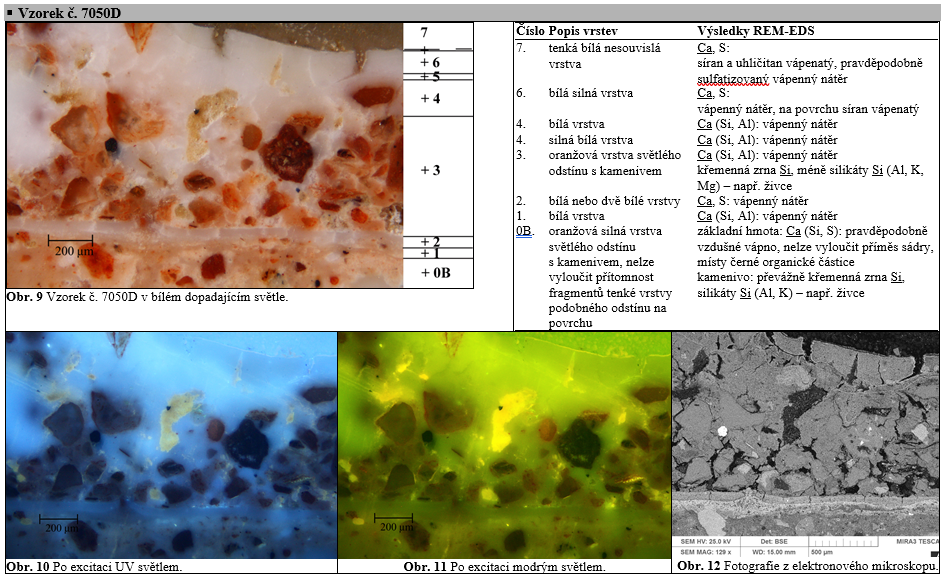 ▪ Vzorek č. 7050D
7
+
+ 6
+ 5
+ 4
+ 3
+ 2
+ 1
+ 0B
200 µm
Obr. 9 Vzorek č. 7050D v bílém dopadajícím světle.
Číslo Popis vrstev Výsledky REM-EDS
7. tenká bílá nesouvislá Ca, S:
vrstva síran a uhličitan vápenatý, pravděpodobně
sulfatizovaný vápenný nátěr
6. bílá silná vrstva Ca, S:
vápenný nátěr, na povrchu síran vápenatý
4. bílá vrstva Ca (Si, Al): vápenný nátěr
4. silná bílá vrstva Ca (Si, Al): vápenný nátěr
3. oranžová vrstva světlého Ca (Si, Al): vápenný nátěr
odstínu s kamenivem křemenná zrna Si, méně silikáty Si (Al, K,
Mg) – např. živce
2. bílá nebo dvě bílé vrstvy Ca, S: vápenný nátěr
1. bílá vrstva Ca (Si, Al): vápenný nátěr
0B. oranžová silná vrstva základní hmota: Ca (Si, S): pravděpodobně
světlého odstínu vzdušné vápno, nelze vyloučit příměs sádry,
s kamenivem, nelze místy černé organické částice
vyloučit přítomnost kamenivo: převážně křemenná zrna Si,
fragmentů tenké vrstvy silikáty Si (Al, K) – např. živce
podobného odstínu na
povrchu
200 µm
200 µm
SEM HV: 25.0 kV Det: BSE MIRA3 TESCA
SEM MAG: 129 x WD: 15.00 mm 500 µm
Obr. 10 Po excitaci UV světlem.
Obr. 11 Po excitaci modrým světlem.
Obr. 12 Fotografie z elektronového mikroskopu.